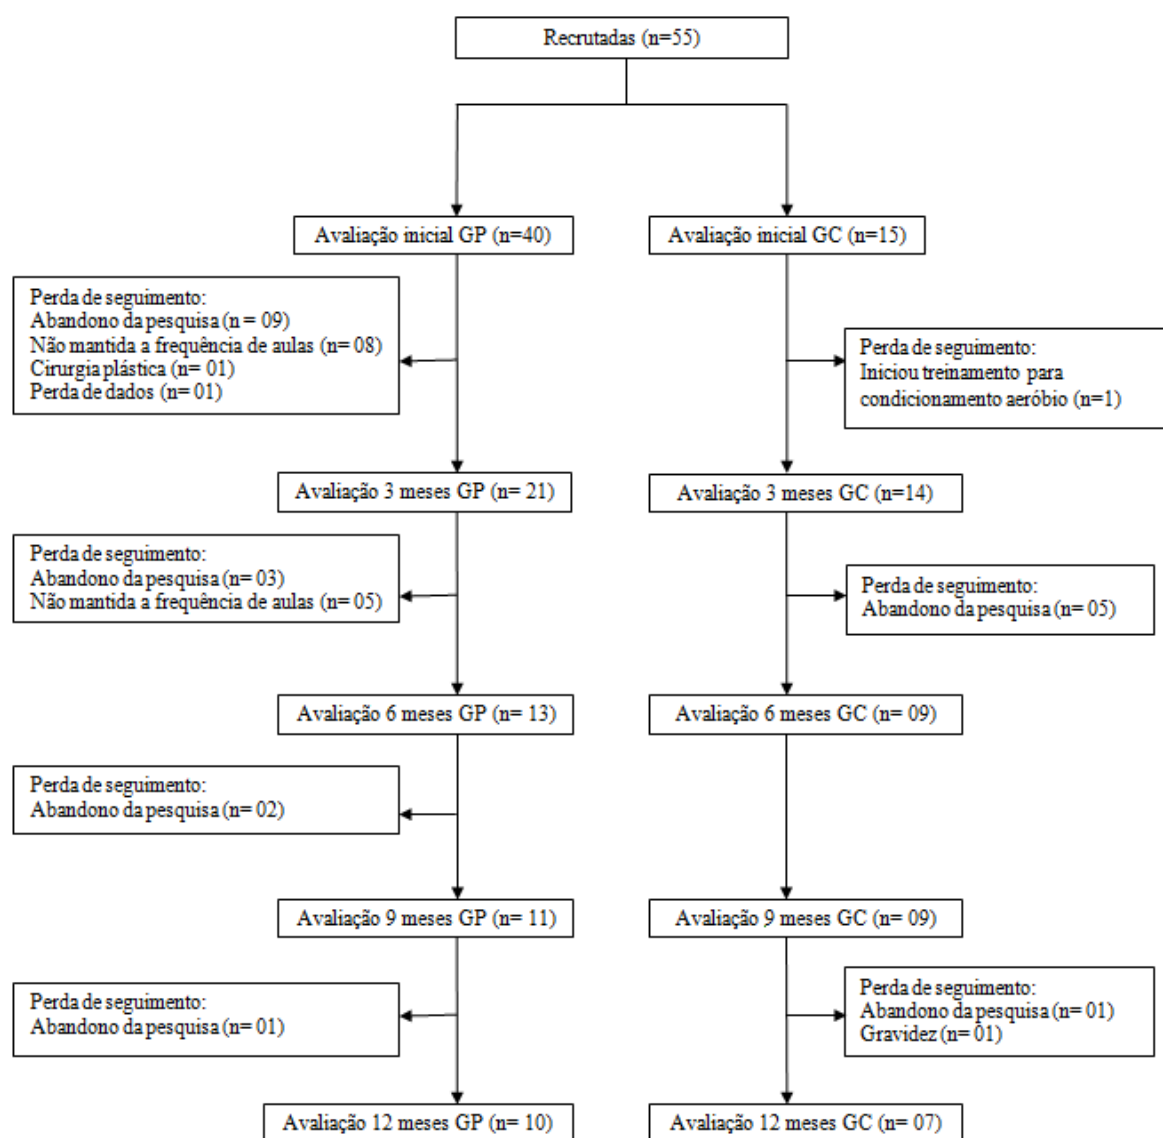 Recrutadas (n=55)
Avaliação inicial GP (n=40)
Avaliação inicial GC (n=15)
Perda de seguimento:
Abandono da pesquisa (n = 09)
Não mantida a frequência de aulas (n= 08)
Cirurgia plástica (n= 01)
Perda de dados (n= 01)
Perda de seguimento:
Iniciou treinamento para
condicionamento aeróbio (n=1)
Avaliação 3 meses GP (n= 21)
Avaliação 3 meses GC (n=14)
Perda de seguimento:
Abandono da pesquisa (n= 03)
Não mantida a frequência de aulas (n= 05)
Perda de seguimento:
Abandono da pesquisa (n= 05)
Avaliação 6 meses GP (n= 13)
Avaliação 6 meses GC (n= 09)
Perda de seguimento:
Abandono da pesquisa (n= 02)
Avaliação 9 meses GP (n= 11)
Avaliação 9 meses GC (n= 09)
Perda de seguimento:
Abandono da pesquisa (n= 01)
Perda de seguimento:
Abandono da pesquisa (n= 01)
Gravidez (n= 01)
Avaliação 12 meses GP (n= 10)
Avaliação 12 meses GC (n= 07)